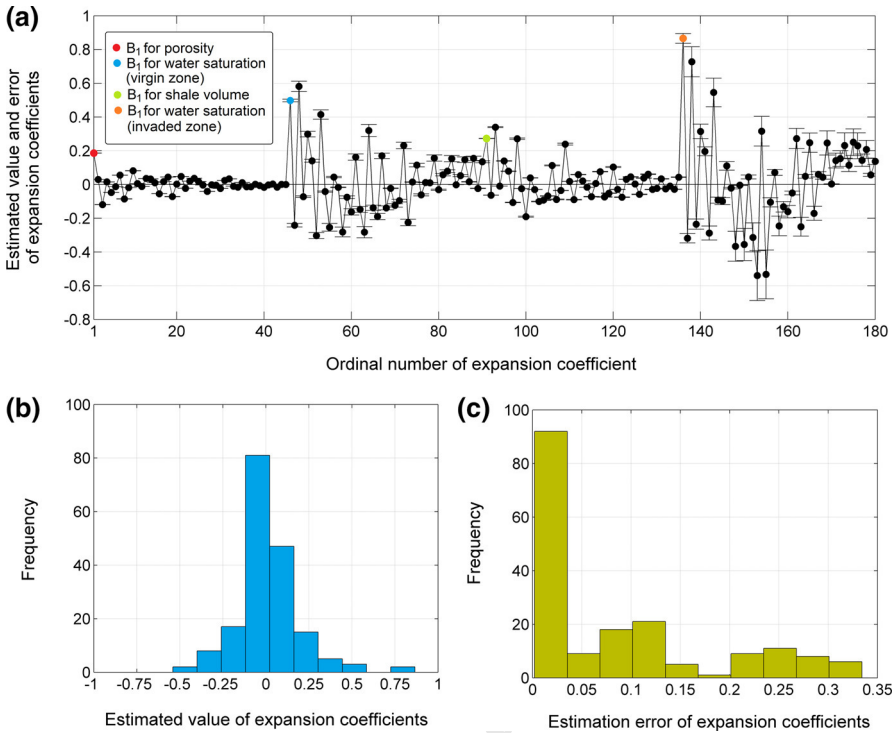 (a)
Estimated value and error
of expansion coefficients
1
0.8
0.6
0.4
0.2
0
-0.2
-0.4
-0.6
-0.8
B1 for porosity
B1 for water saturation
(virgin zone)
B1 for shale volume
B1 for water saturation
(invaded zone)
1 20 40 60 80 100 120 140 160 180
Ordinal number of expansion coefficient
(b)
Frequency
100
80
60
40
20
0
-1 -0.75 -0.5 -0.25 0 0.25 0.5 0.75 1
Estimated value of expansion coefficients
(c)
Frequency
100
80
60
40
20
0
0 0.05 0.1 0.15 0.2 0.25 0.3 0.35
Estimation error of expansion coefficients